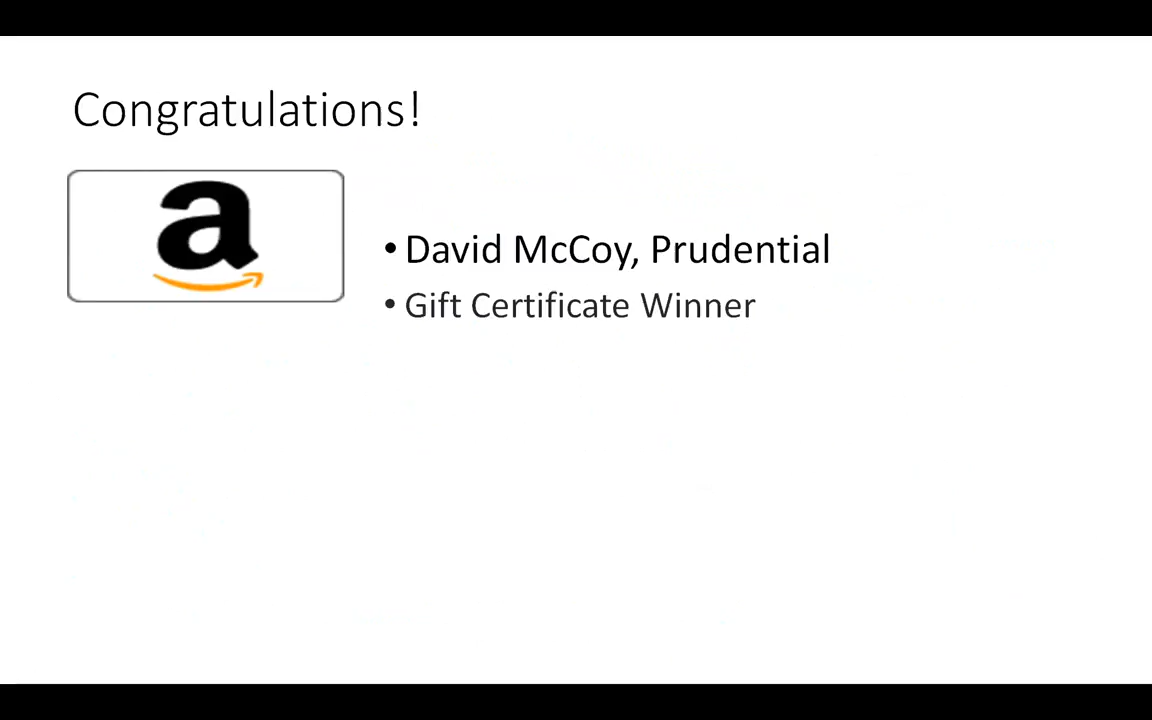 Congratulations!
a
• David McCoy, Prudential
• Gift Certificate Winner